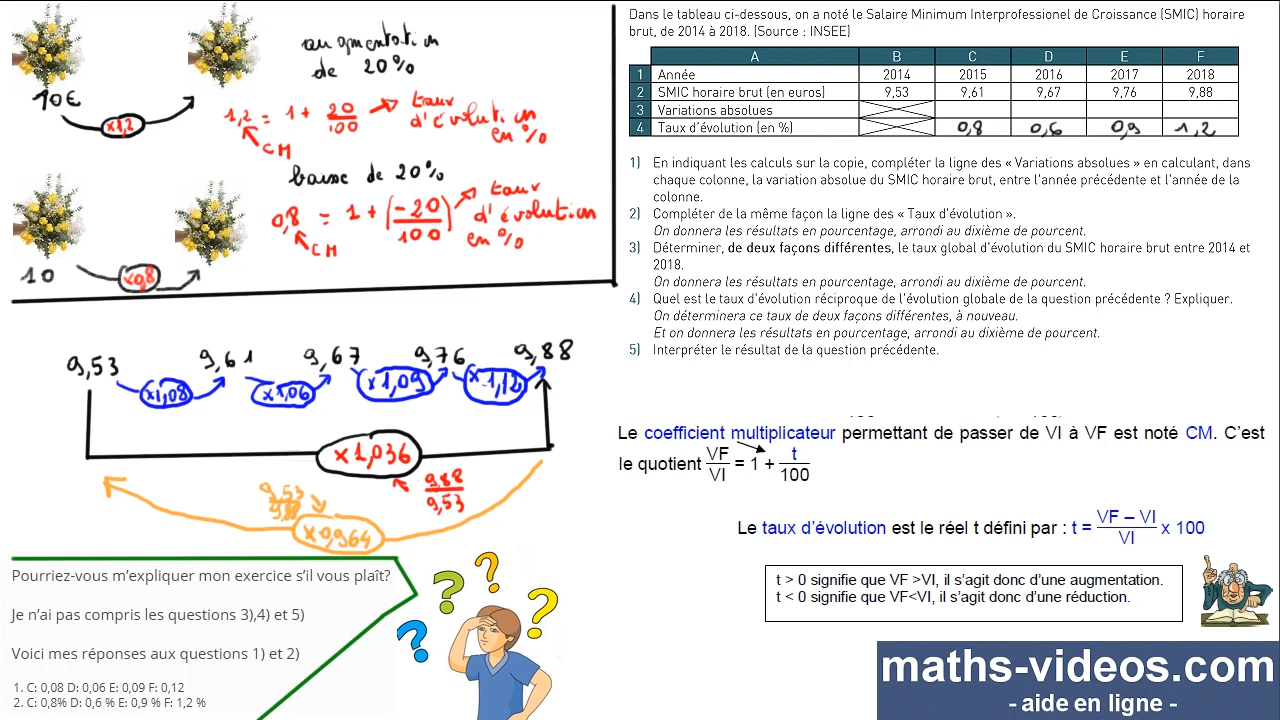 augmentation
de 20%
10€
×1,2
1,2 = 1 + 20/100 → taux
d'évolution
en %
CM
baisse de 20%
0,8 = 1 + (-20/100) taux
d'évolution
en %
CM
10
×0,8
9,53 9,61 9,67 9,76 9,88
×1,08 ×1,06 ×1,09 ×1,12
×1,036
9,88
9,53
9,53
×0,964
Pourriez-vous m'expliquer mon exercice s'il vous plaît?
Je n'ai pas compris les questions 3),4) et 5)
Voici mes réponses aux questions 1) et 2)
1. C: 0,08 D: 0,06 E: 0,09 F: 0,12
2. C: 0,8% D: 0,6 % E: 0,9 % F: 1,2 %
Dans le tableau ci-dessous, on a noté le Salaire Minimum Interprofessionel de Croissance (SMIC) horaire
brut, de 2014 à 2018. (Source : INSEE)
A B C D E F
1 Année 2014 2015 2016 2017 2018
2 SMIC horaire brut (en euros) 9,53 9,61 9,67 9,76 9,88
3 Variations absolues
4 Taux d'évolution (en %) 0,8 0,6 0,9 1,2
1) En indiquant les calculs sur la copie, compléter la ligne des « Variations absolues » en calculant, dans
chaque colonne, la variation absolue du SMIC horaire brut, entre l'année précédente et l'année de la
colonne.
2) Compléter de la même façon la ligne des « Taux d'évolution ».
On donnera les résultats en pourcentage, arrondi au dixième de pourcent.
3) Déterminer, de deux façons différentes, le taux global d'évolution du SMIC horaire brut entre 2014 et
2018.
On donnera les résultats en pourcentage, arrondi au dixième de pourcent.
4) Quel est le taux d'évolution réciproque de l'évolution globale de la question précédente ? Expliquer.
On déterminera ce taux de deux façons différentes, à nouveau.
Et on donnera les résultats en pourcentage, arrondi au dixième de pourcent.
5) Interpréter le résultat de la question précédente.
Le coefficient multiplicateur permettant de passer de VI à VF est noté CM. C'est
le quotient VF/VI = 1 + t/100
Le taux d'évolution est le réel t défini par : t = VF – VI/VI x 100
t > 0 signifie que VF >VI, il s'agit donc d'une augmentation.
t < 0 signifie que VF<VI, il s'agit donc d'une réduction.
maths-videos.com
- aide en ligne -